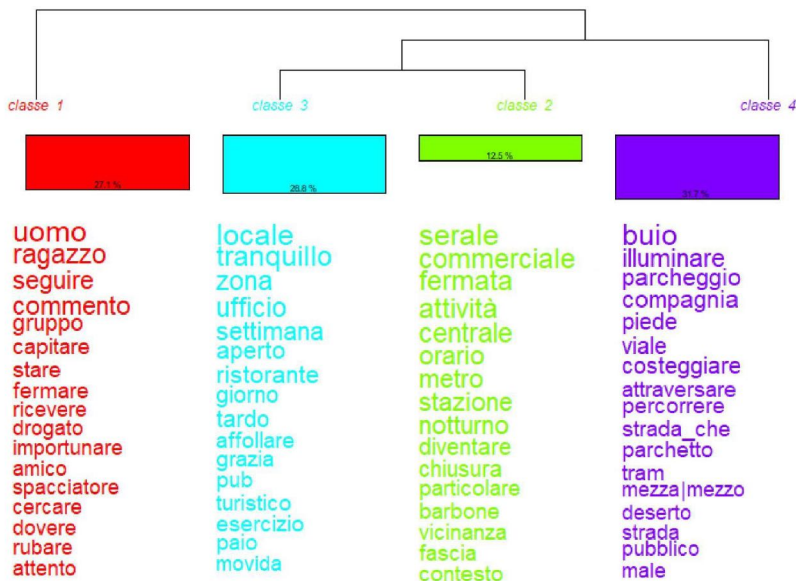 classe 1
classe 3
classe 2
classe 4
27.1 %
28.6 %
12.5 %
31.7 %
uomo
ragazzo
seguire
commento
gruppo
capitare
stare
fermare
ricevere
drogato
importunare
amico
spacciatore
cercare
dovere
rubare
attento
locale
tranquillo
zona
ufficio
settimana
aperto
ristorante
giorno
tardo
affollare
grazia
pub
turistico
esercizio
paio
movida
serale
commerciale
fermata
attività
centrale
orario
metro
stazione
notturno
diventare
chiusura
particolare
barbone
vicinanza
fascia
contesto
buio
illuminare
parcheggio
compagnia
piede
viale
costeggiare
attraversare
percorrere
strada_che
parchetto
tram
mezza|mezzo
deserto
strada
pubblico
male